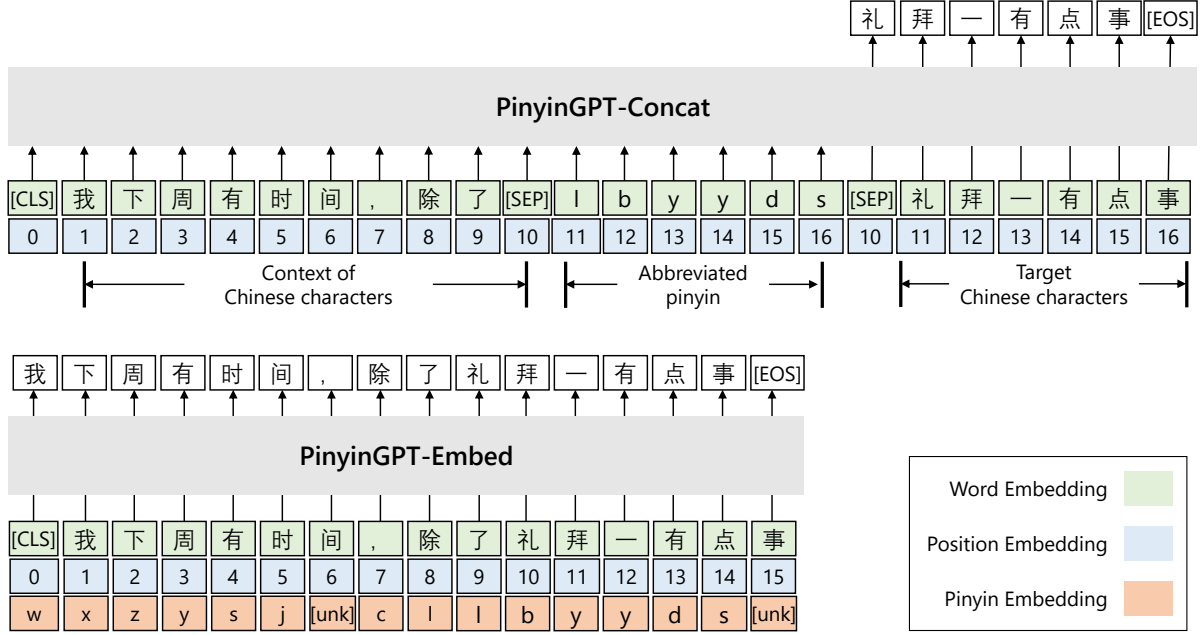 礼 拜 一 有 点 事 [EOS]
PinyinGPT-Concat
[CLS] 我 下 周 有 时 间 , 除 了 [SEP] l b y y d s [SEP] 礼 拜 一 有 点 事
0 1 2 3 4 5 6 7 8 9 10 11 12 13 14 15 16 10 11 12 13 14 15 16
Context of
Chinese characters
Abbreviated
pinyin
Target
Chinese characters
我 下 周 有 时 间 , 除 了 礼 拜 一 有 点 事 [EOS]
PinyinGPT-Embed
[CLS] 我 下 周 有 时 间 , 除 了 礼 拜 一 有 点 事
0 1 2 3 4 5 6 7 8 9 10 11 12 13 14 15
w x z y s j [unk] c l l b y y d s [unk]
Word Embedding
Position Embedding
Pinyin Embedding